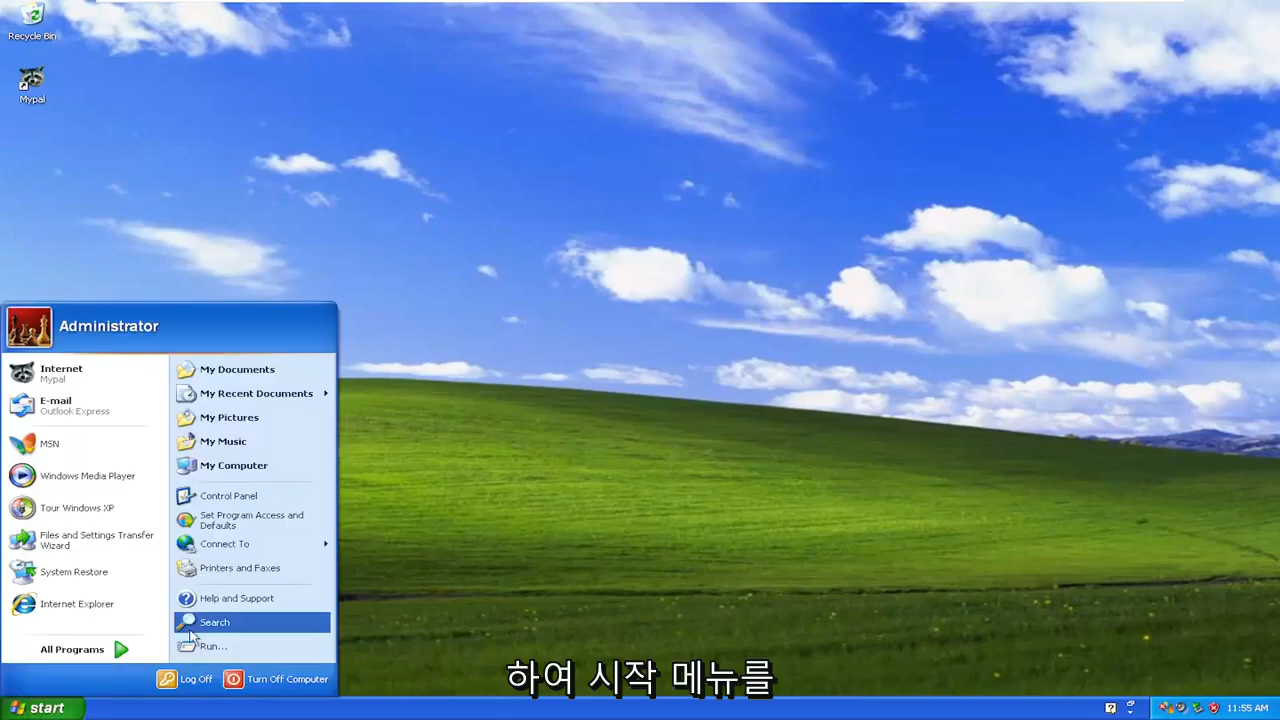 Recycle Bin
Mypal
Administrator
Internet
Mypal
E-mail
Outlook Express
MSN
Windows Media Player
Tour Windows XP
Files and Settings Transfer
Wizard
System Restore
Internet Explorer
All Programs
My Documents
My Recent Documents
My Pictures
My Music
My Computer
Control Panel
Set Program Access and
Defaults
Connect To
Printers and Faxes
Help and Support
Search
Run...
Log Off
Turn Off Computer
하여 시작 메뉴를
start
11:55 AM